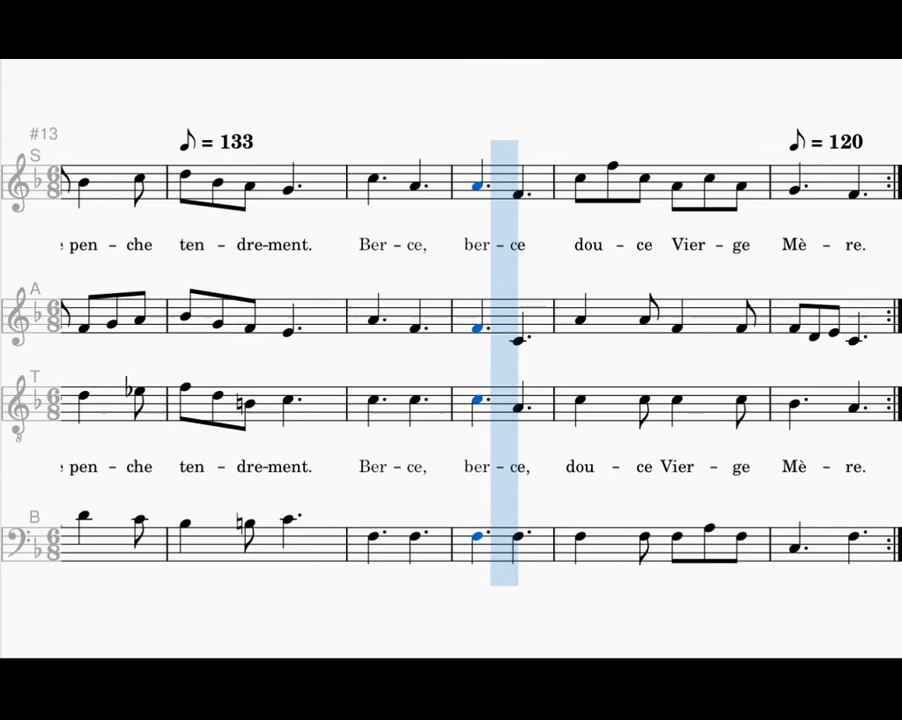 #13
♪ = 133
♪ = 120
S
e pen - che ten - dre-ment. Ber - ce, ber - ce dou - ce Vier - ge Mè - re.
A
T
8
e pen - che ten - dre-ment. Ber - ce, ber - ce, dou - ce Vier - ge Mè - re.
B